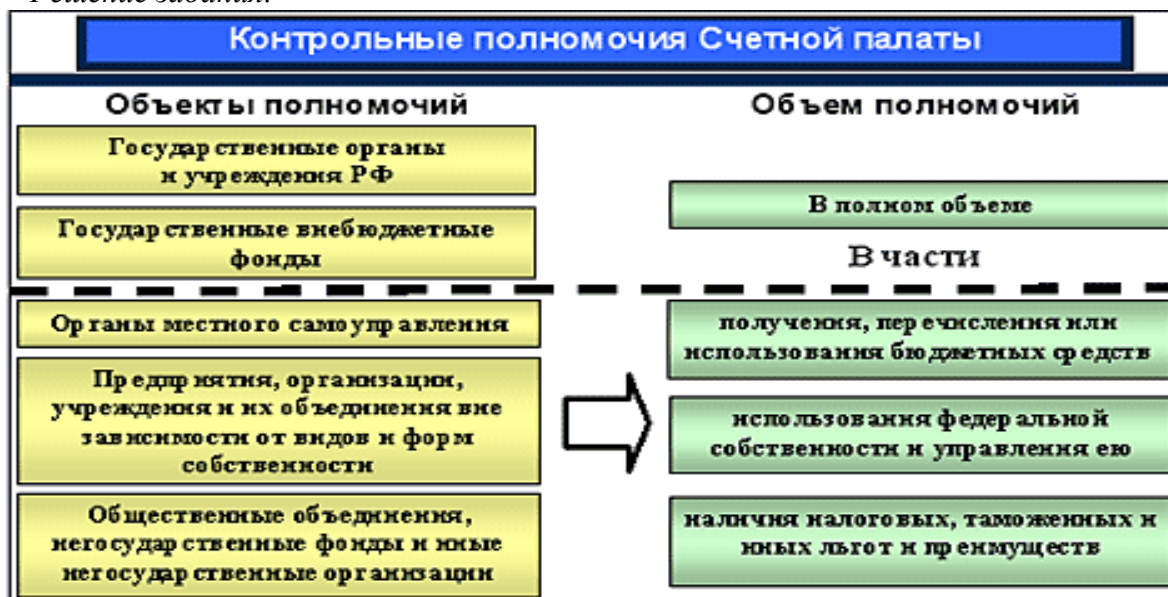 Решение задания.
Контрольные полномочия Счетной палаты
Объекты полномочий
Государственные органы
и учреждения РФ
Государственные внебюджетные
фонды
Органы местного самоуправления
Предприятия, организации,
учреждения и их объединения вне
зависимости от видов и форм
собственности
Общественные объединения,
негосударственные фонды и иные
негосударственные организации
Объем полномочий
В полном объеме
В части
получения, перечисления или
использования бюджетных средств
использования федеральной
собственности и управления ею
наличия налоговых, таможенных и
иных льгот и преимуществ